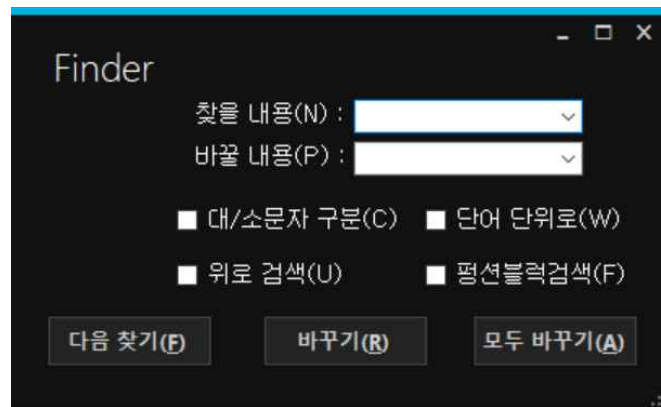 Finder
찾을 내용(N) :
바꿀 내용(P) :
대/소문자 구분(C) 단어 단위로(W)
위로 검색(U) 펑션블럭검색(F)
다음 찾기(F) 바꾸기(R) 모두 바꾸기(A)